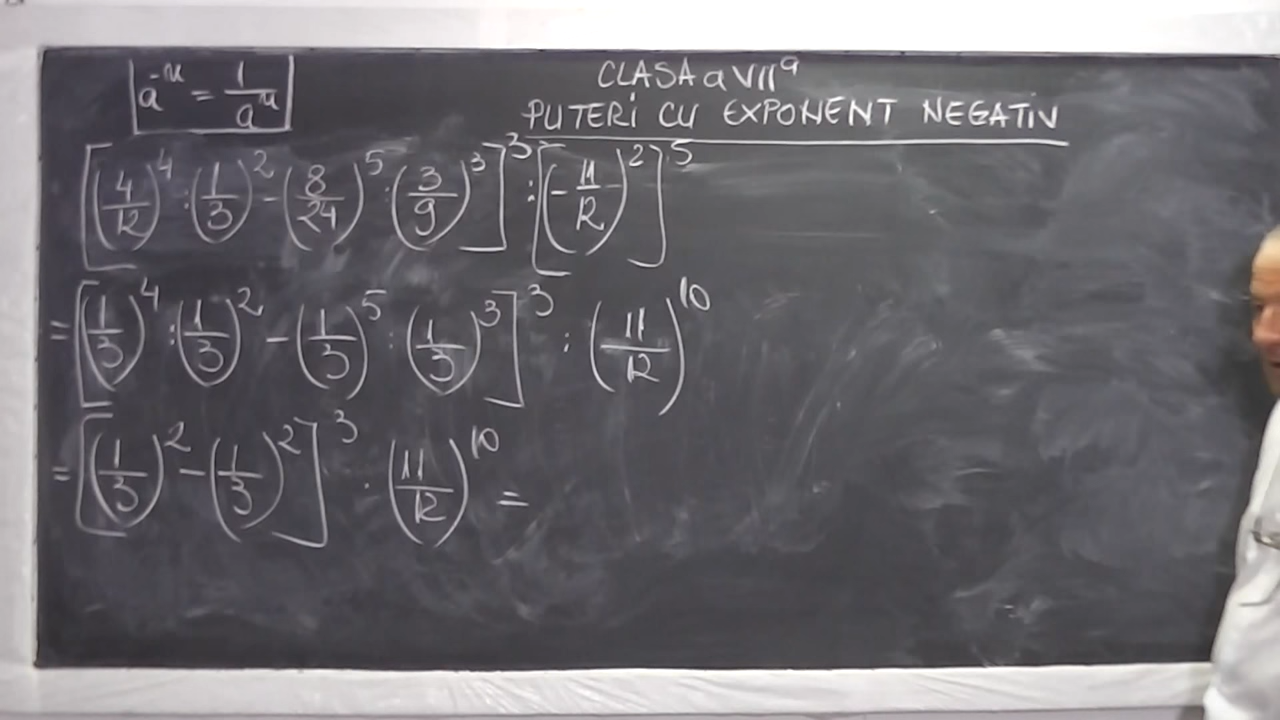 a⁻ⁿ = 1/aⁿ
CLASA a VII ª
PUTERI CU EXPONENT NEGATIV
[(4/12)⁴ : (1/3)² - (8/24)⁵ : (3/9)³]³ : [(-11/12)²]⁵
= [(1/3)⁴ : (1/3)² - (1/3)⁵ : (1/3)³]³ : (11/12)¹⁰
= [(1/3)² - (1/3)²]³ . (11/12)¹⁰ =